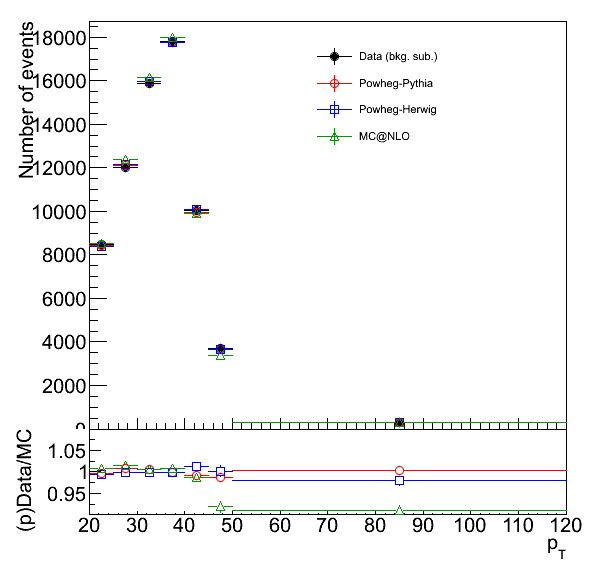 Number of events
18000
16000
14000
12000
10000
8000
6000
4000
2000
0
Data (bkg. sub.)
Powheg-Pythia
Powheg-Herwig
MC@NLO
(p)Data/MC
1.05
1
0.95
20 30 40 50 60 70 80 90 100 110 120
pT